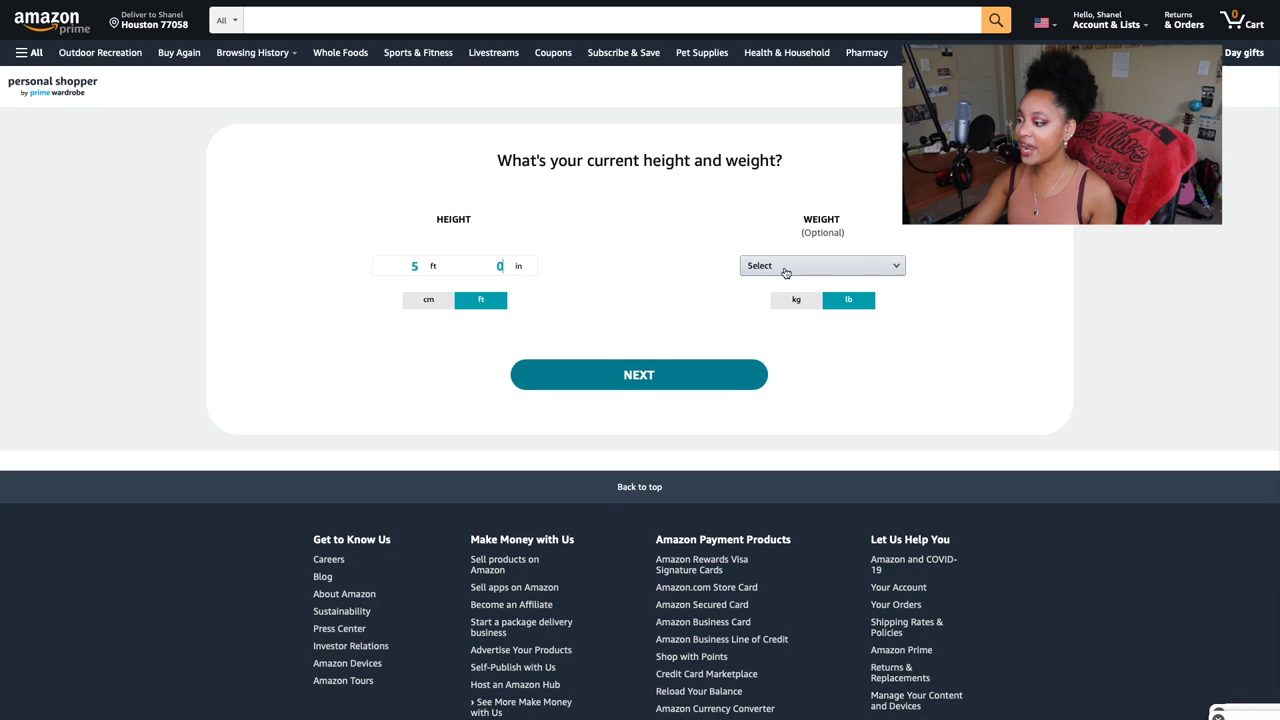 amazon
prime
Deliver to Shanel
Houston 77058
All
Hello, Shanel
Account & Lists
Returns
& Orders
0
Cart
All
Outdoor Recreation
Buy Again
Browsing History
Whole Foods
Sports & Fitness
Livestreams
Coupons
Subscribe & Save
Pet Supplies
Health & Household
Pharmacy
Day gifts
personal shopper
by prime wardrobe
What's your current height and weight?
HEIGHT
5 ft 0 in
cm ft
WEIGHT
(Optional)
Select
kg lb
NEXT
Back to top
Get to Know Us
Careers
Blog
About Amazon
Sustainability
Press Center
Investor Relations
Amazon Devices
Amazon Tours
Make Money with Us
Sell products on
Amazon
Sell apps on Amazon
Become an Affiliate
Start a package delivery
business
Advertise Your Products
Self-Publish with Us
Host an Amazon Hub
› See More Make Money
with Us
Amazon Payment Products
Amazon Rewards Visa
Signature Cards
Amazon.com Store Card
Amazon Secured Card
Amazon Business Card
Amazon Business Line of Credit
Shop with Points
Credit Card Marketplace
Reload Your Balance
Amazon Currency Converter
Let Us Help You
Amazon and COVID-
19
Your Account
Your Orders
Shipping Rates &
Policies
Amazon Prime
Returns &
Replacements
Manage Your Content
and Devices